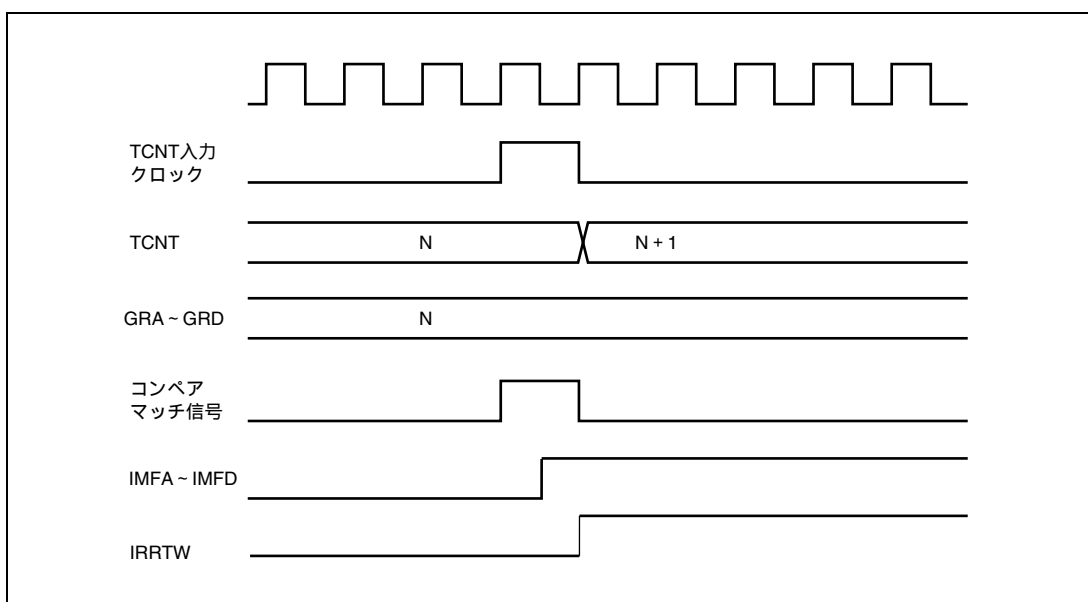 TCNT入力
クロック
TCNT
N
N + 1
GRA ~ GRD
N
コンペア
マッチ信号
IMFA ~ IMFD
IRRTW